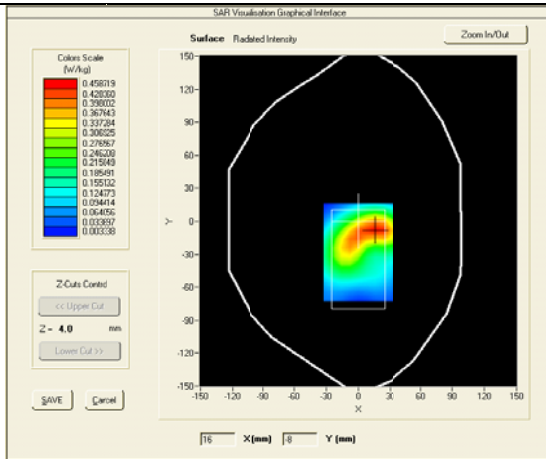 SAR Visualisation Graphical Interface
Surface Radiated Intensity
Zoom In/Out
Colors Scale
(W/kg)
0.458719
0.428360
0.398002
0.367643
0.337284
0.306925
0.276567
0.246208
0.215849
0.185491
0.155132
0.124773
0.094414
0.064056
0.033697
0.003338
Z-Cuts Control
<< Upper Cut
Z = 4.0 mm
Lower Cut >>
SAVE Cancel
150
120
90
60
30
0
-30
-60
-90
-120
-150
Y
-150 -120 -90 -60 -30 0 30 60 90 120 150
X
16 X(mm) -8 Y (mm)